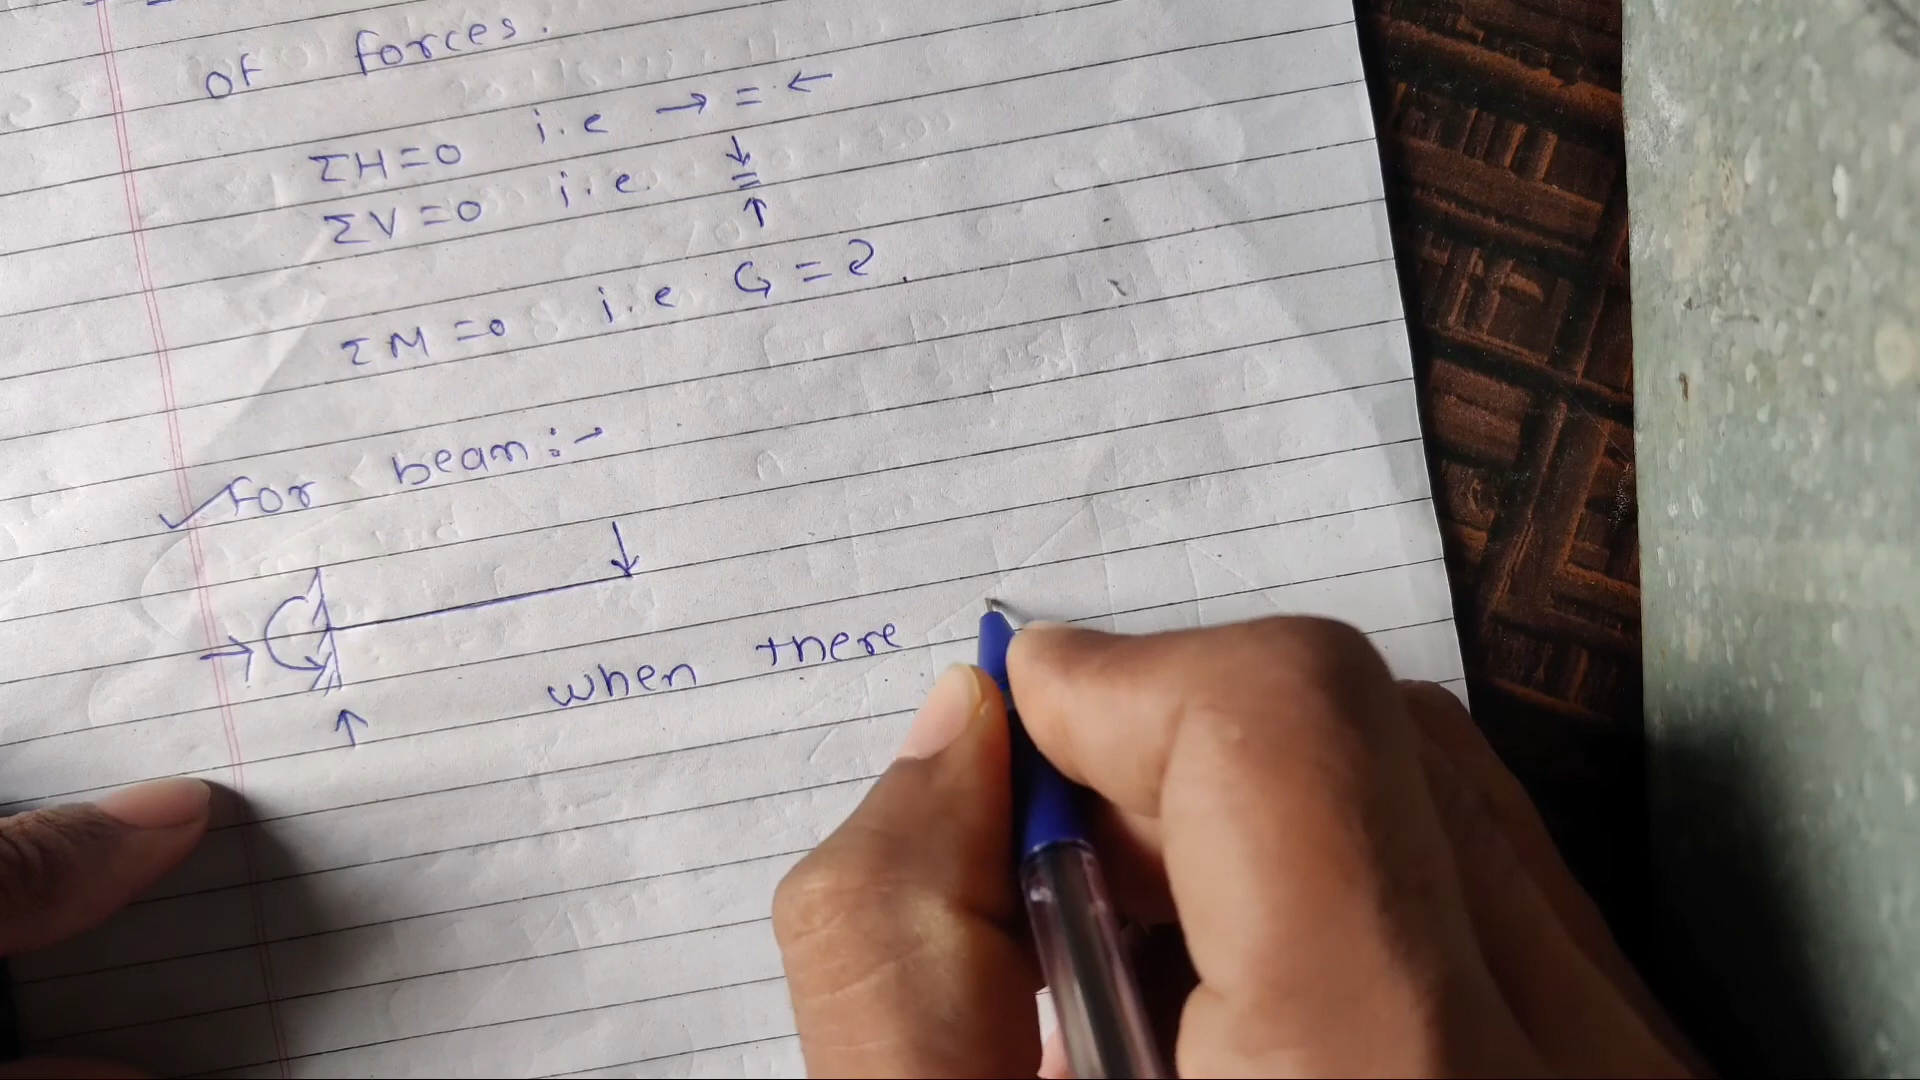 of forces.
ΣH=0 i.e → = ←
ΣV=0 i.e. ↓ = ↑
ΣM=0 i.e ↺ = ↻.
✓for beam:-
when there